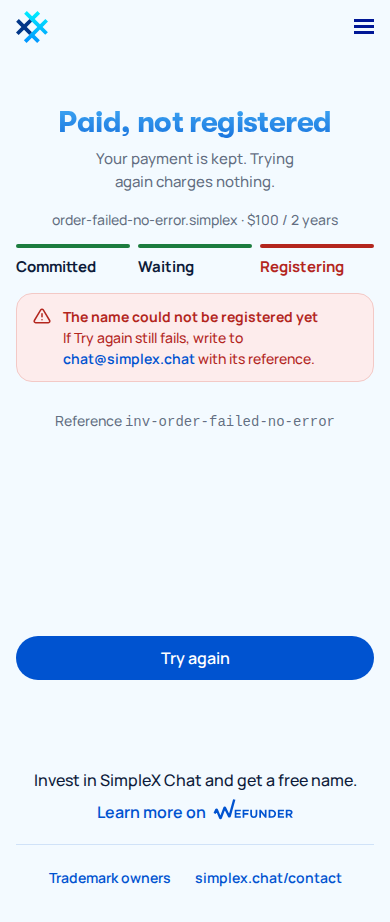 Paid, not registered
Your payment is kept. Trying
again charges nothing.
order-failed-no-error.simplex · $100 / 2 years
Committed
Waiting
Registering
The name could not be registered yet
If Try again still fails, write to
chat@simplex.chat with its reference.
Reference inv-order-failed-no-error
Try again
Invest in SimpleX Chat and get a free name.
Learn more on WEFUNDER
Trademark owners
simplex.chat/contact